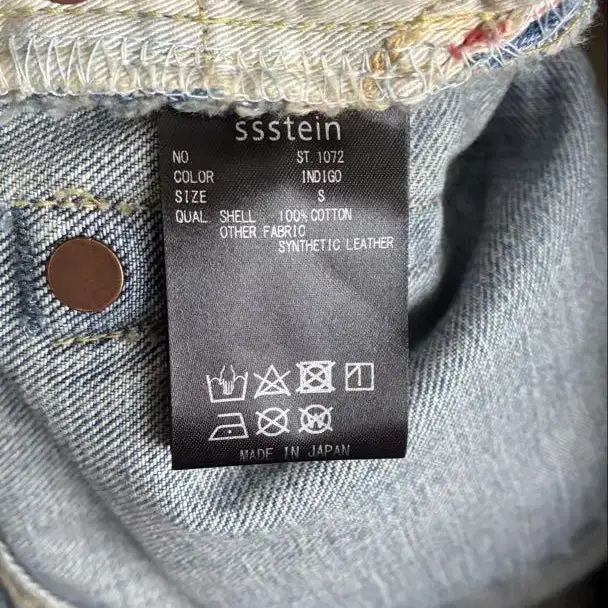 ssstein
NO ST.1072
COLOR INDIGO
SIZE S
QUAL SHELL 100% COTTON
OTHER FABRIC
SYNTHETIC LEATHER
MADE IN JAPAN